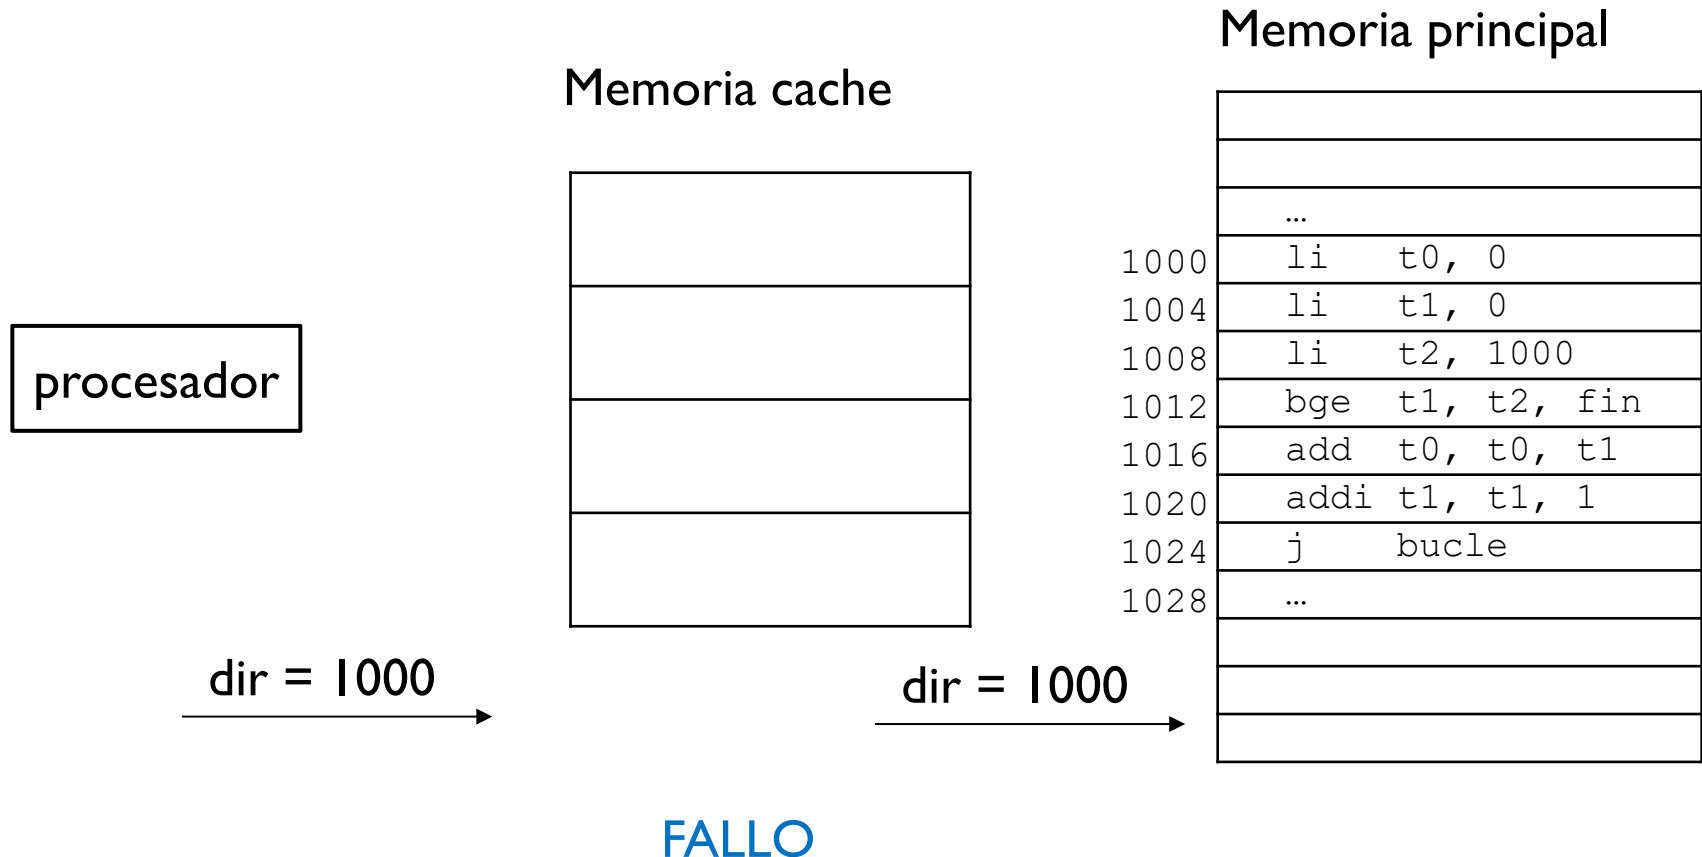 Memoria principal
Memoria cache
…
1000 li t0, 0
1004 li t1, 0
1008 li t2, 1000
procesador
1012 bge t1, t2, fin
1016 add t0, t0, t1
1020 addi t1, t1, 1
1024 j bucle
1028 …
dir = 1000
dir = 1000
FALLO